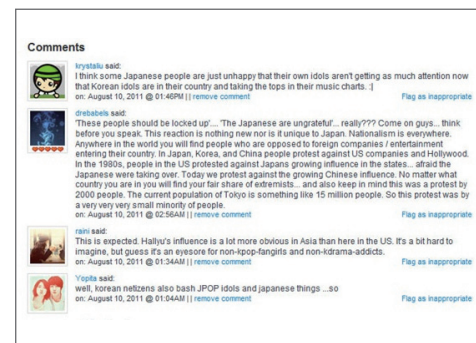 Comments
krystallu said:
I think some Japanese people are just unhappy that their own idols aren't getting as much attention now
that Korean idols are in their country and taking the tops in their music charts. :|
on: August 10, 2011 @ 01:46PM || remove comment Flag as inappropriate
drebabels said:
'These people should be locked up'.... 'The Japanese are ungrateful'... really??? Come on guys... think
before you speak. This reaction is nothing new nor is it unique to Japan. Nationalism is everywhere.
Anywhere in the world you will find people who are opposed to foreign companies / entertainment
entering their country. In Japan, Korea, and China people protest against US companies and Hollywood.
In the 1980s, people in the US protested against Japans growing influence in the states... afraid the
Japanese were taking over. Today we protest against the growing Chinese influence. No matter what
country you are in you will find your fair share of extremists... and also keep in mind this was a protest by
2000 people. The current population of Tokyo is something like 15 million people. So this protest was by
a very very very small minority of people.
on: August 10, 2011 @ 02:56AM || remove comment Flag as inappropriate
raini said:
This is expected. Hallyu's influence is a lot more obvious in Asia than here in the US. It's a bit hard to
imagine, but guess it's an eyesore for non-kpop-fangirls and non-kdrama-addicts.
on: August 10, 2011 @ 01:34AM || remove comment Flag as inappropriate
Yopita said:
well, korean netizens also bash JPOP idols and japanese things ...so
on: August 10, 2011 @ 01:04AM || remove comment Flag as inappropriate